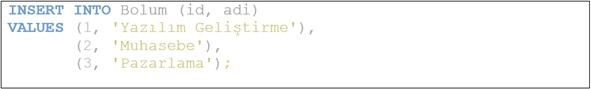 INSERT INTO Bolum (id, adi)
VALUES (1, 'Yazılım Geliştirme'),
(2, 'Muhasebe'),
(3, 'Pazarlama');